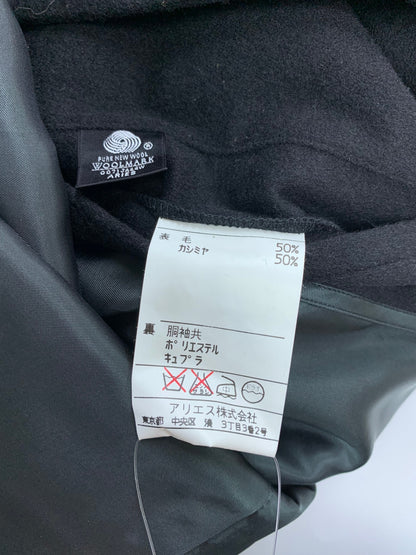 PURE NEW WOOL
WOOLMARK
ARIES
®
表 毛 50%
カシミヤ 50%
裏 胴袖共
ポリエステル
キュプラ
アリエス株式会社
東京都 中央区 湊 3丁目3番2号